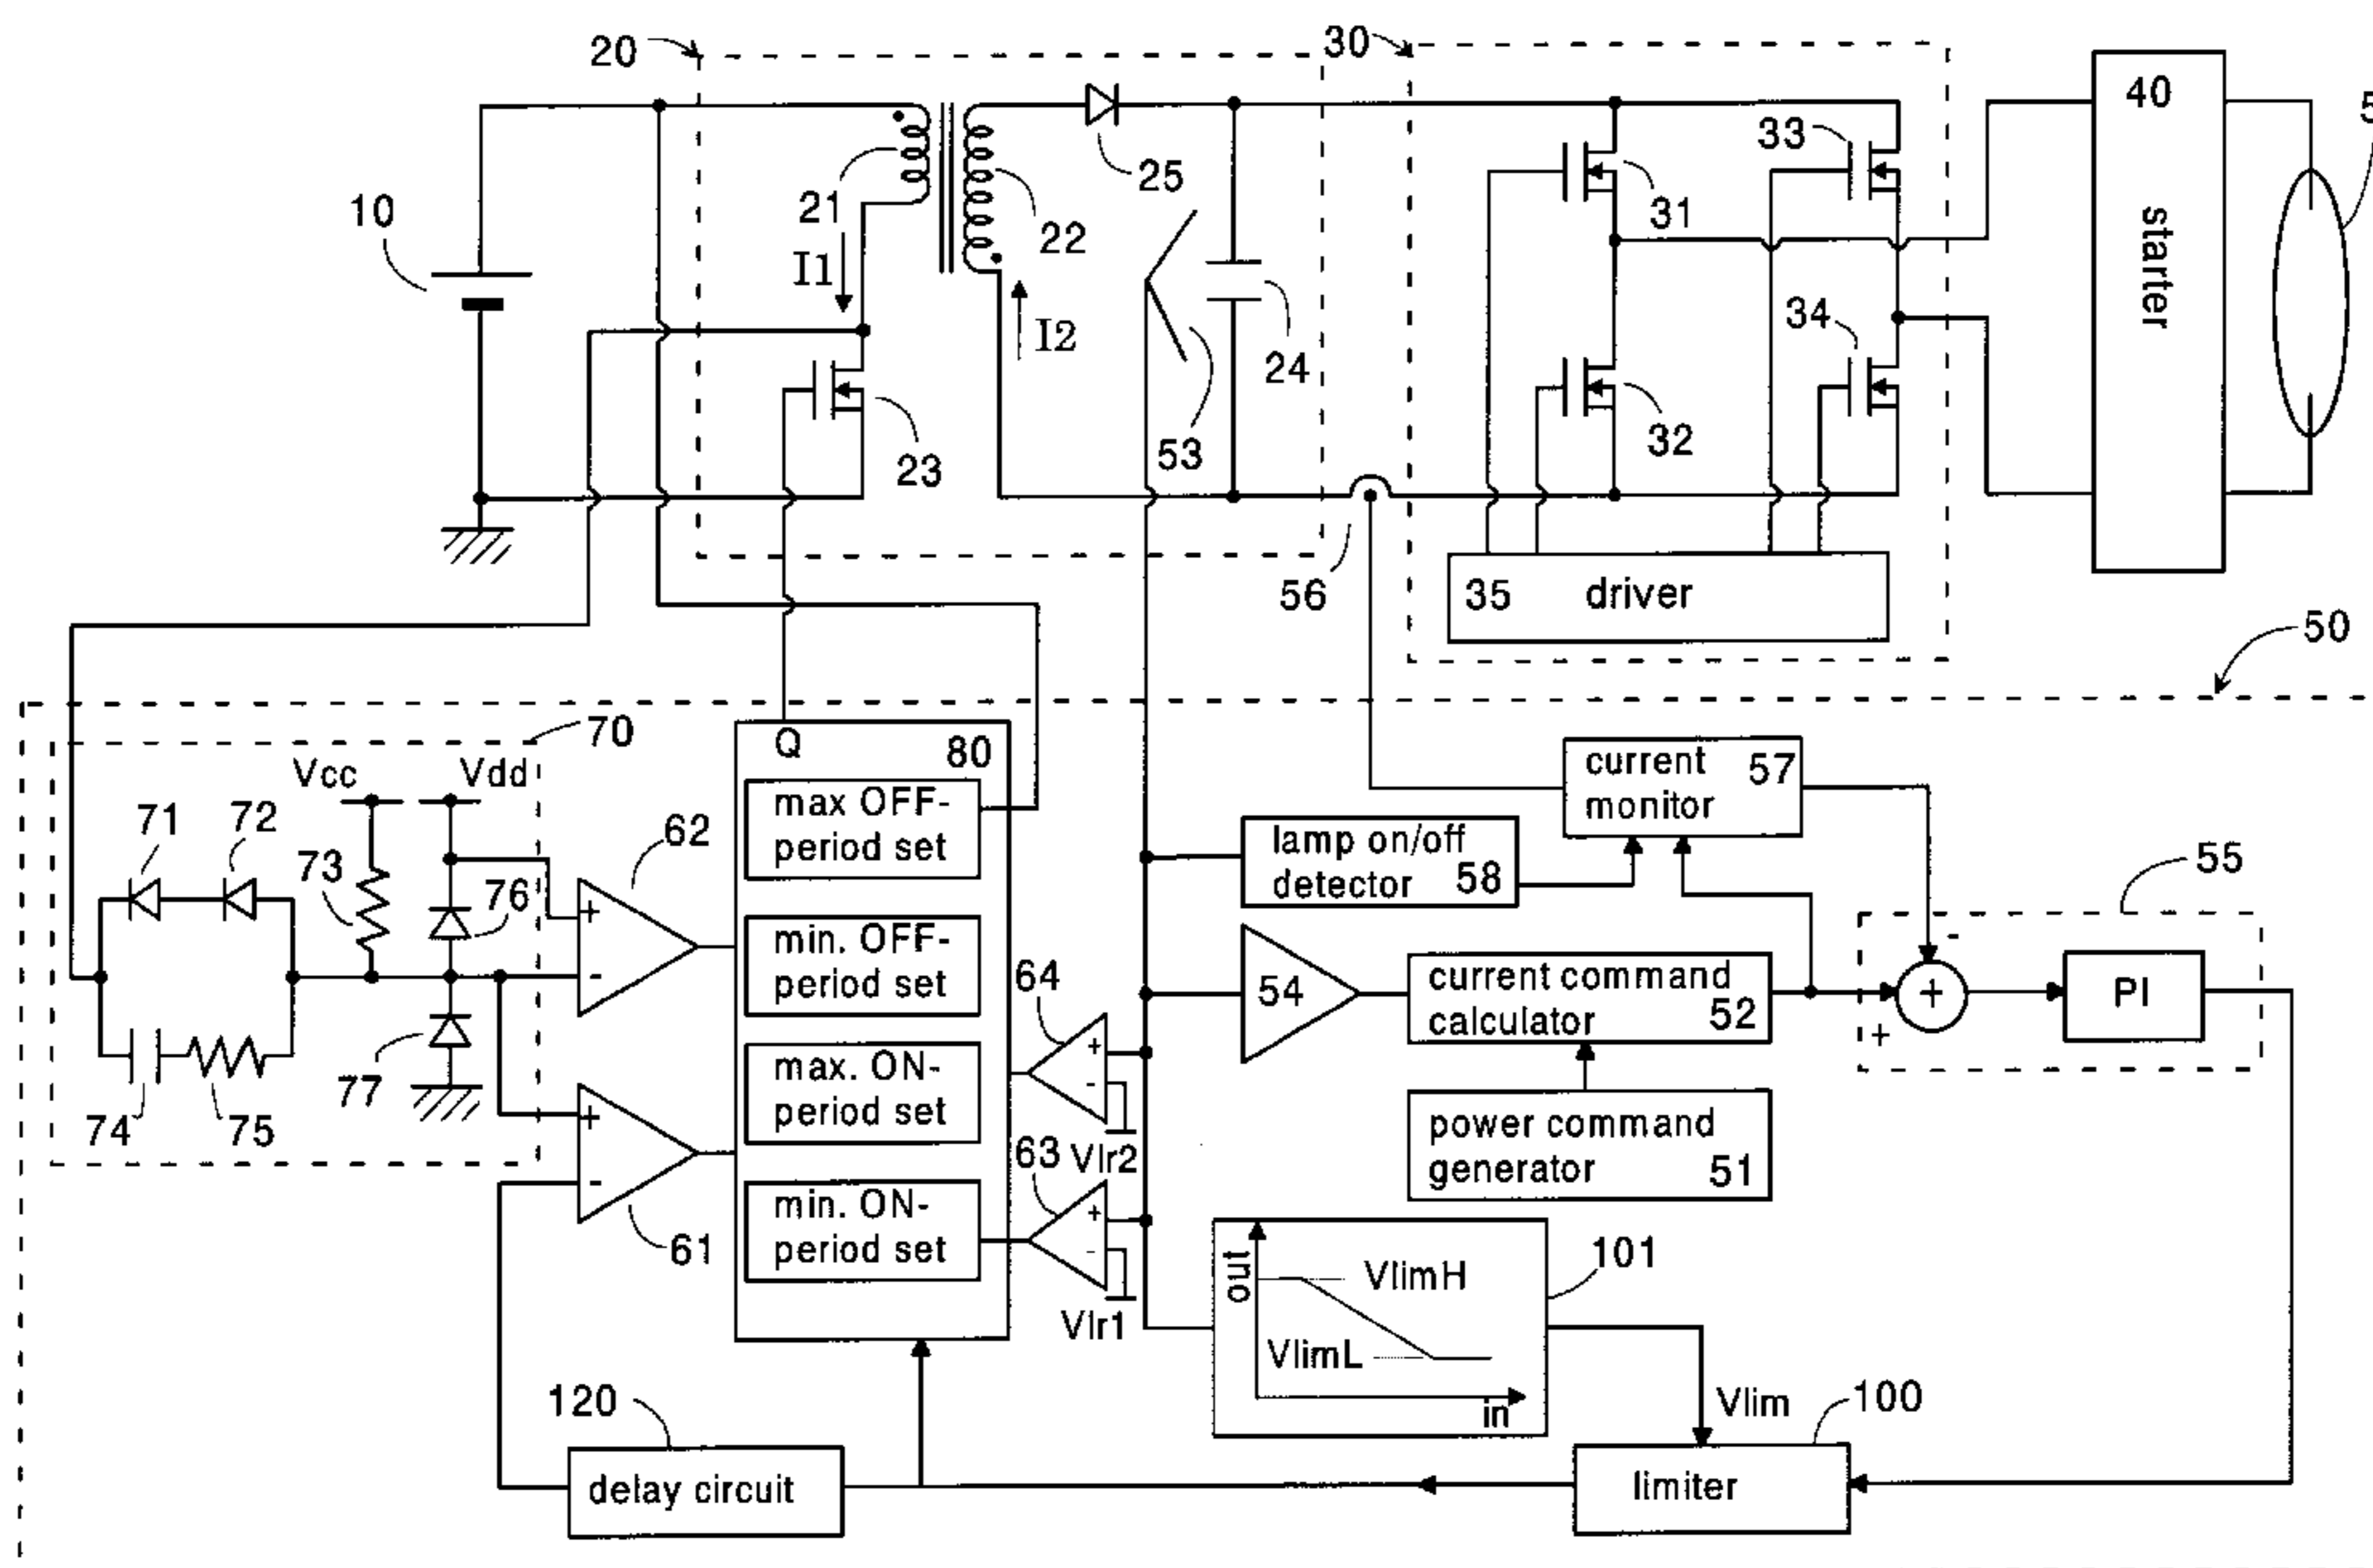 20
30
40
5
33
25
21
31
10
22
I1
starter
34
I2
24
53
32
23
35 driver
56
50
70
Q
80
current
monitor
57
Vcc
Vdd
max OFF-
period set
71
72
62
lamp on/off
detector
58
55
73
76
+
-
min. OFF-
period set
64
54
current command
calculator
52
-
+
+
PI
77
max. ON-
period set
+
-
74
75
+
-
power command
generator
51
63
Vlr2
min. ON-
period set
+
-
61
Vlr1
out
VlimH
101
VlimL
in
Vlim
100
120
delay circuit
limiter